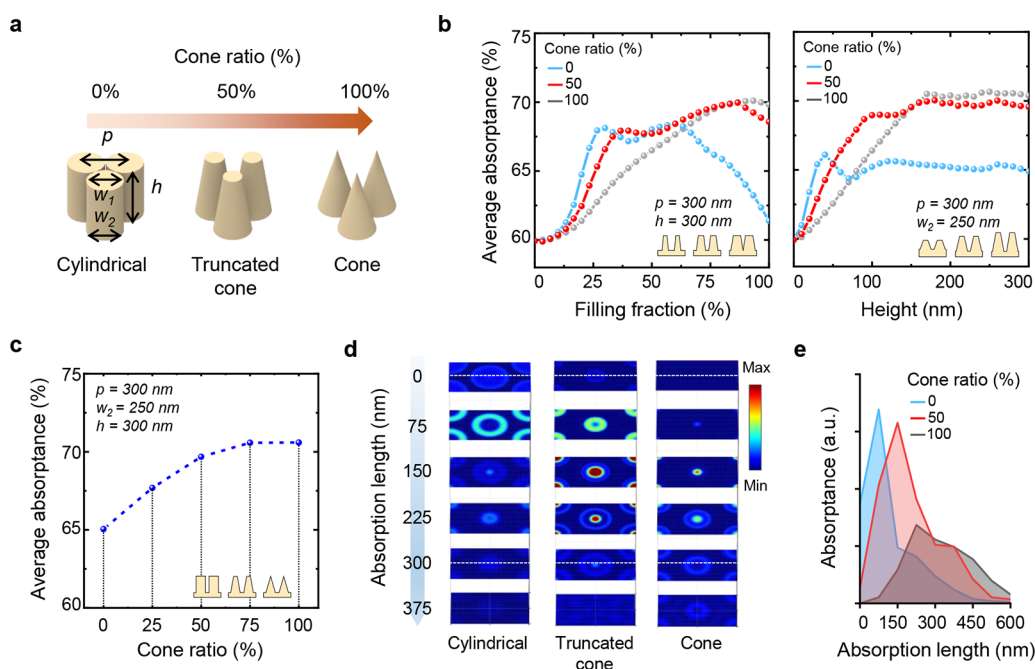 a
Cone ratio (%)
0%
50%
100%
p
h
w1
w2
Cylindrical
Truncated
cone
Cone
b
Average absorptance (%)
75
70
65
60
Cone ratio (%)
0
50
100
p = 300 nm
h = 300 nm
0
25
50
75
100
Filling fraction (%)
Cone ratio (%)
0
50
100
p = 300 nm
w2 = 250 nm
0
100
200
300
Height (nm)
c
Average absorptance (%)
75
70
65
60
p = 300 nm
w2 = 250 nm
h = 300 nm
0
25
50
75
100
Cone ratio (%)
d
Absorption length (nm)
0
75
150
225
300
375
Cylindrical
Truncated
cone
Cone
Max
Min
e
Absorptance (a.u.)
Cone ratio (%)
0
50
100
0
150
300
450
600
Absorption length (nm)